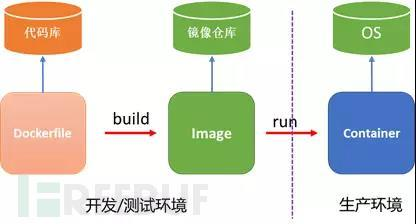 代码库
镜像仓库
OS
Dockerfile
build
Image
run
Container
开发/测试环境
生产环境
FREEBUF